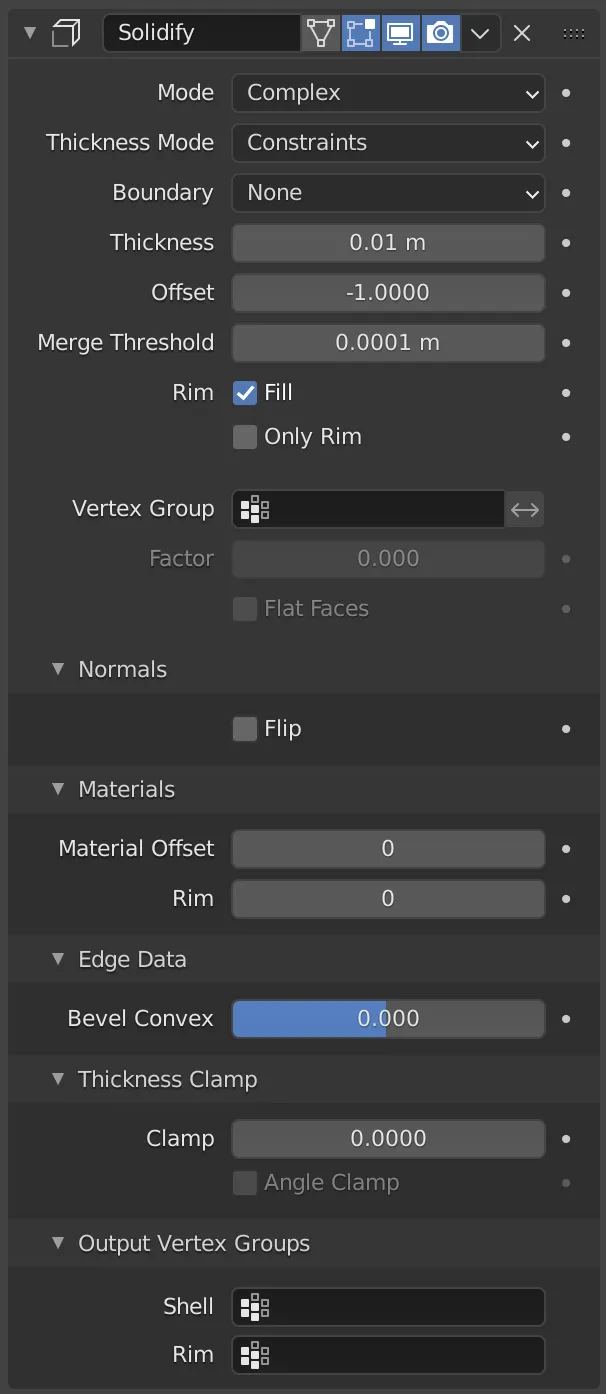 Solidify
Mode Complex
Thickness Mode Constraints
Boundary None
Thickness 0.01 m
Offset -1.0000
Merge Threshold 0.0001 m
Rim Fill
Only Rim
Vertex Group
Factor 0.000
Flat Faces
Normals
Flip
Materials
Material Offset 0
Rim 0
Edge Data
Bevel Convex 0.000
Thickness Clamp
Clamp 0.0000
Angle Clamp
Output Vertex Groups
Shell
Rim